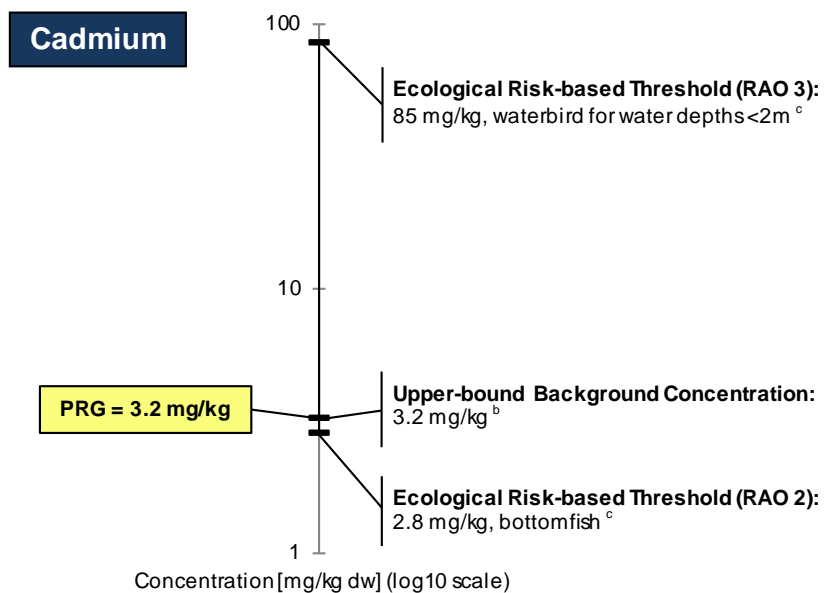 Cadmium
100
Ecological Risk-based Threshold (RAO 3):
85 mg/kg, waterbird for water depths <2m c
10
PRG = 3.2 mg/kg
Upper-bound Background Concentration:
3.2 mg/kg b
Ecological Risk-based Threshold (RAO 2):
2.8 mg/kg, bottomfish c
1
Concentration [mg/kg dw] (log10 scale)